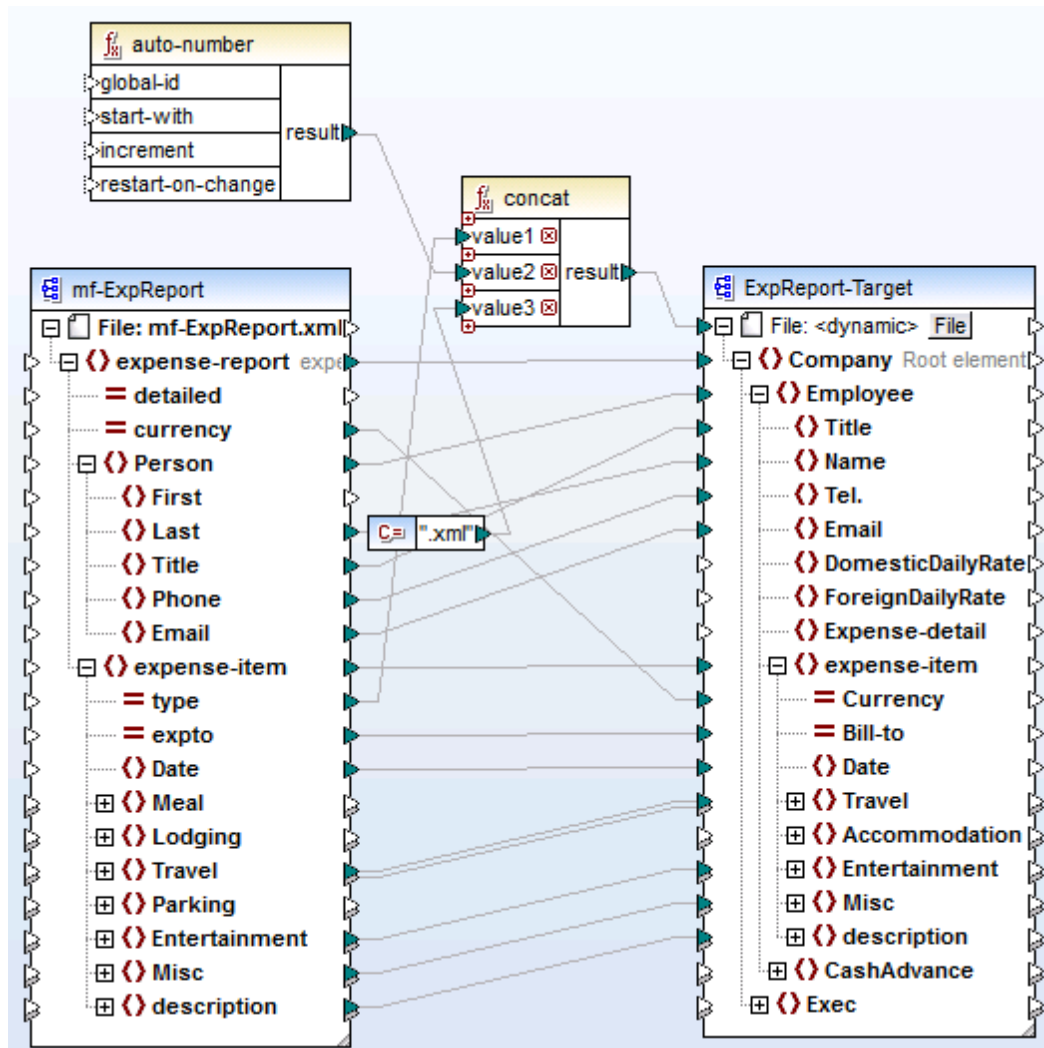 auto-number
global-id
start-with
increment
restart-on-change
result
concat
value1
value2
value3
result
mf-ExpReport
File: mf-ExpReport.xml
expense-report expe
detailed
currency
Person
First
Last
Title
Phone
Email
expense-item
type
expto
Date
Meal
Lodging
Travel
Parking
Entertainment
Misc
description
C= ".xml"
ExpReport-Target
File: <dynamic> File
Company Root element
Employee
Title
Name
Tel.
Email
DomesticDailyRate
ForeignDailyRate
Expense-detail
expense-item
Currency
Bill-to
Date
Travel
Accommodation
Entertainment
Misc
description
CashAdvance
Exec